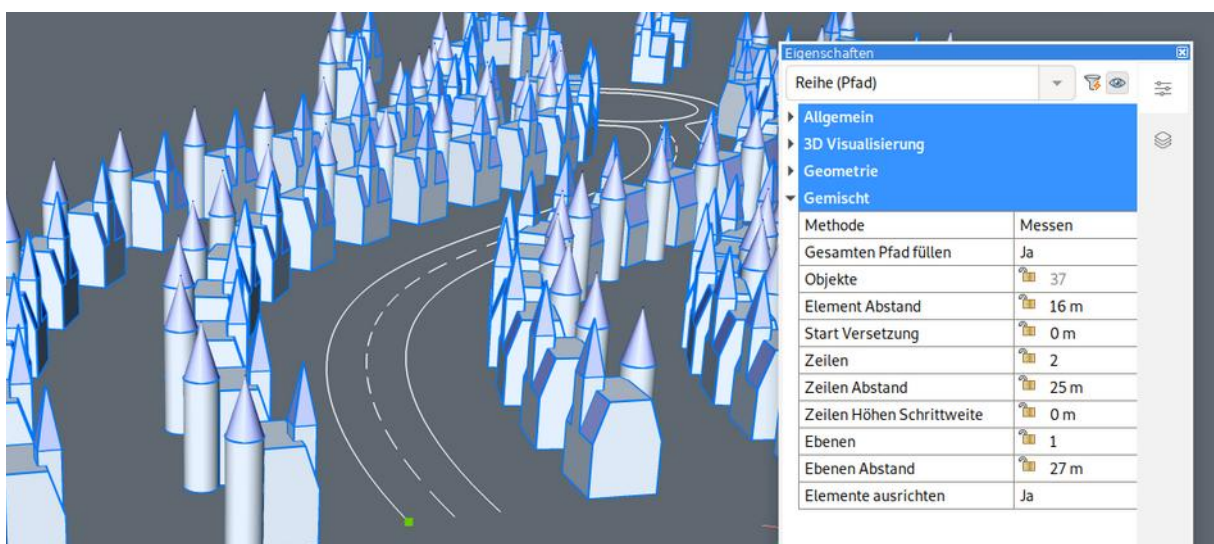 Eigenschaften
Reihe (Pfad)
Allgemein
3D Visualisierung
Geometrie
Gemischt
Methode Messen
Gesamten Pfad füllen Ja
Objekte 37
Element Abstand 16 m
Start Versetzung 0 m
Zeilen 2
Zeilen Abstand 25 m
Zeilen Höhen Schrittweite 0 m
Ebenen 1
Ebenen Abstand 27 m
Elemente ausrichten Ja